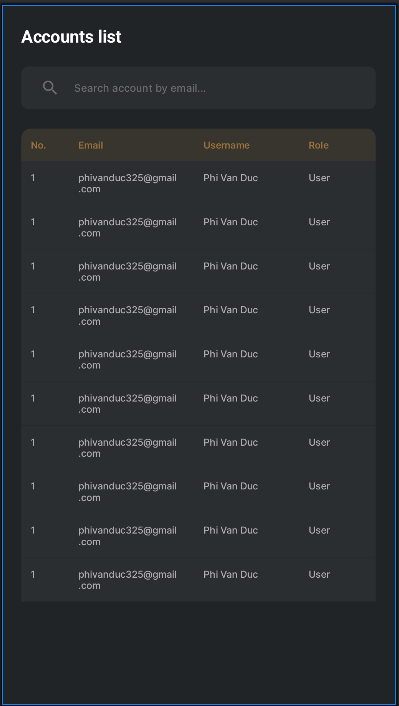 Accounts list
Search account by email...
No. Email Username Role
1 phivanduc325@gmail Phi Van Duc User
.com
1 phivanduc325@gmail Phi Van Duc User
.com
1 phivanduc325@gmail Phi Van Duc User
.com
1 phivanduc325@gmail Phi Van Duc User
.com
1 phivanduc325@gmail Phi Van Duc User
.com
1 phivanduc325@gmail Phi Van Duc User
.com
1 phivanduc325@gmail Phi Van Duc User
.com
1 phivanduc325@gmail Phi Van Duc User
.com
1 phivanduc325@gmail Phi Van Duc User
.com
1 phivanduc325@gmail Phi Van Duc User
.com